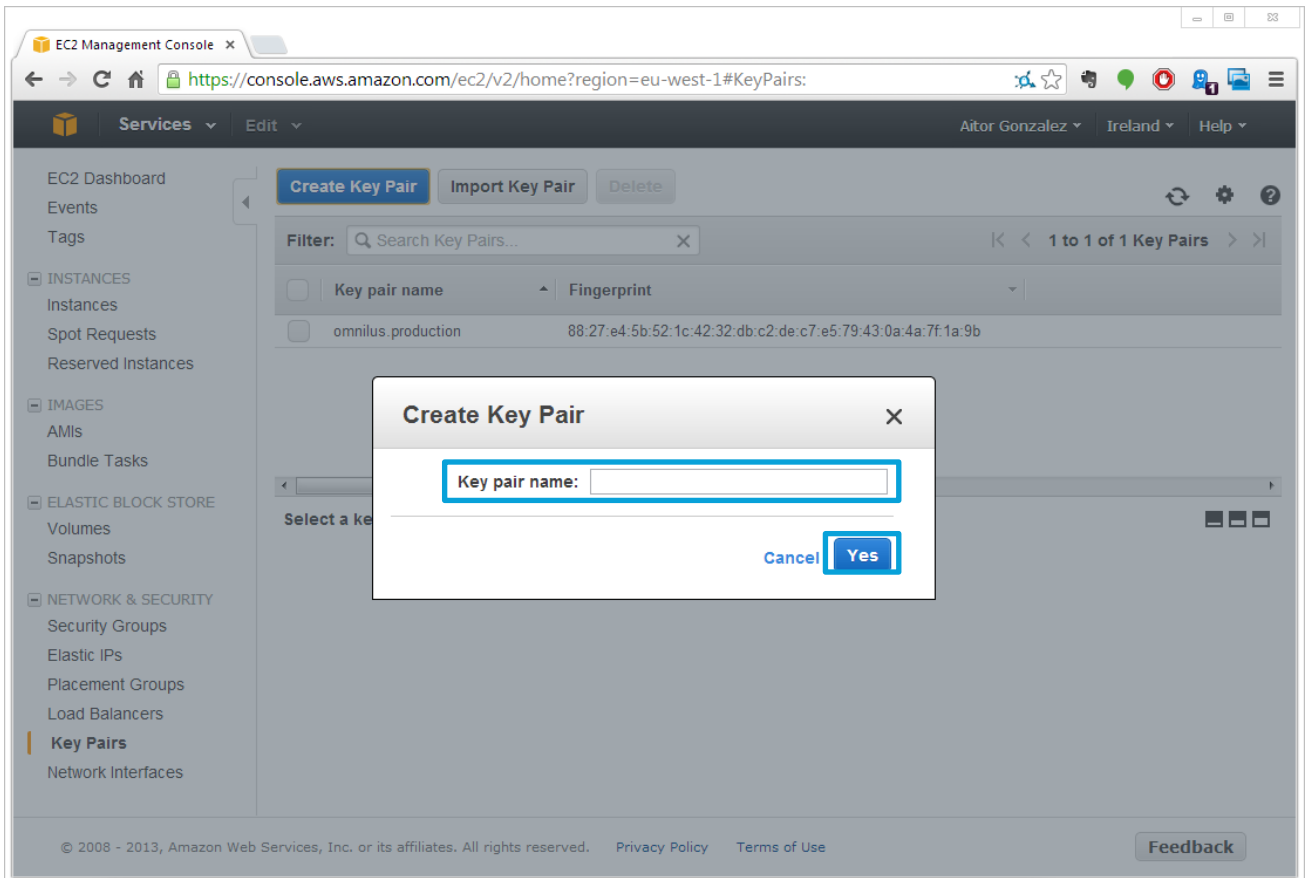 EC2 Management Console
https://console.aws.amazon.com/ec2/v2/home?region=eu-west-1#KeyPairs:
1
Services Edit Aitor Gonzalez Ireland Help
EC2 Dashboard
Events
Tags
INSTANCES
Instances
Spot Requests
Reserved Instances
IMAGES
AMIs
Bundle Tasks
ELASTIC BLOCK STORE
Volumes
Snapshots
NETWORK & SECURITY
Security Groups
Elastic IPs
Placement Groups
Load Balancers
Key Pairs
Network Interfaces
Create Key Pair Import Key Pair Delete
Filter: Search Key Pairs... 1 to 1 of 1 Key Pairs
Key pair name Fingerprint
omnilus.production 88:27:e4:5b:52:1c:42:32:db:c2:de:c7:e5:79:43:0a:4a:7f:1a:9b
Select a ke
Create Key Pair
Key pair name:
Cancel Yes
© 2008 - 2013, Amazon Web Services, Inc. or its affiliates. All rights reserved. Privacy Policy Terms of Use Feedback